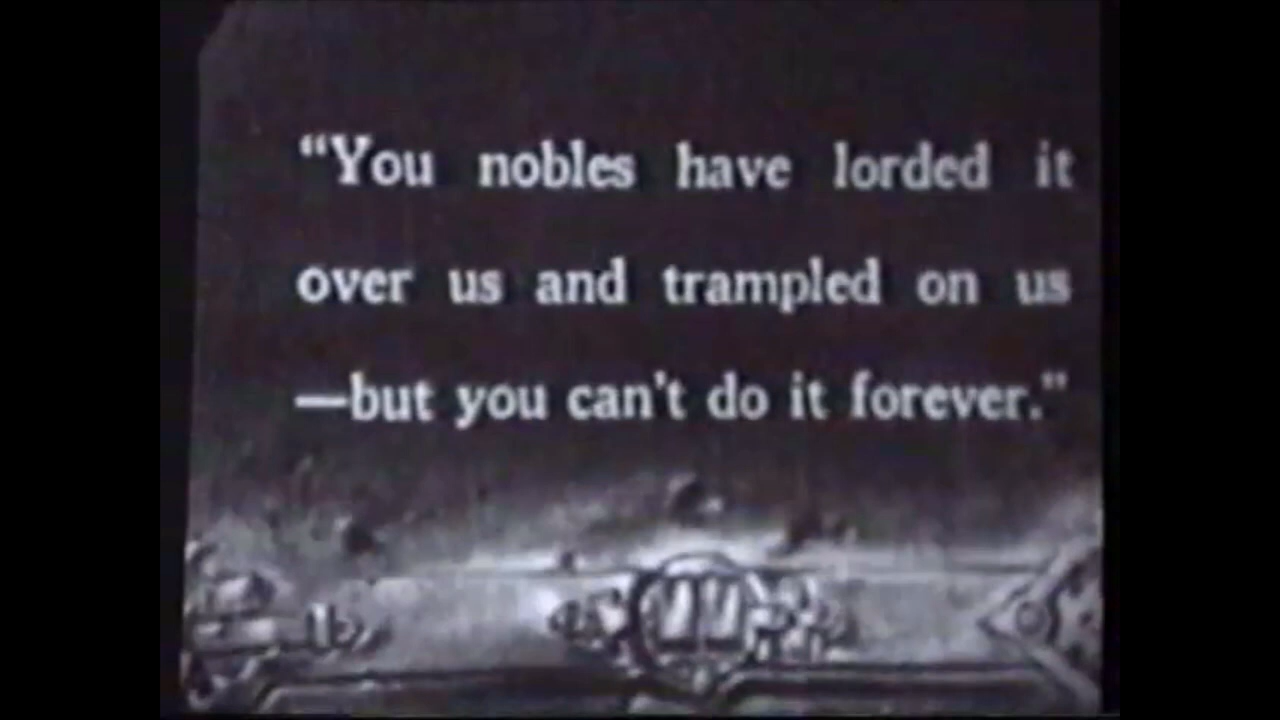 “You nobles have lorded it
over us and trampled on us
—but you can't do it forever."